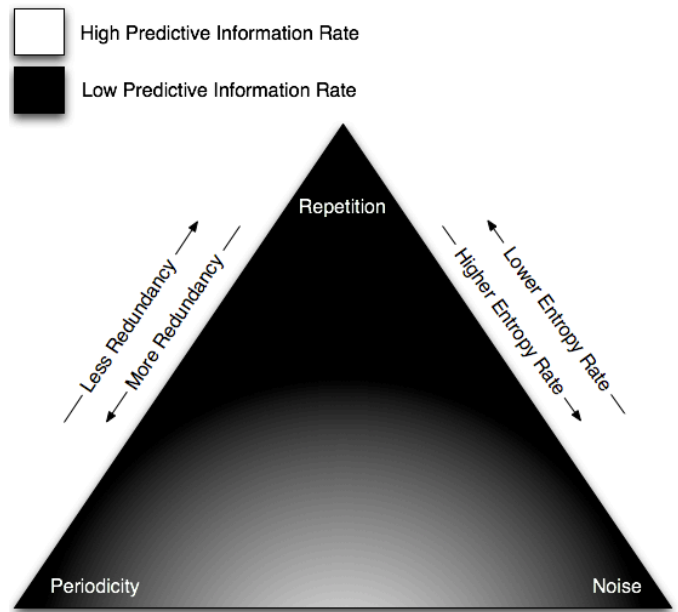 High Predictive Information Rate
Low Predictive Information Rate
Repetition
Less Redundancy
More Redundancy
Higher Entropy Rate
Lower Entropy Rate
Periodicity
Noise